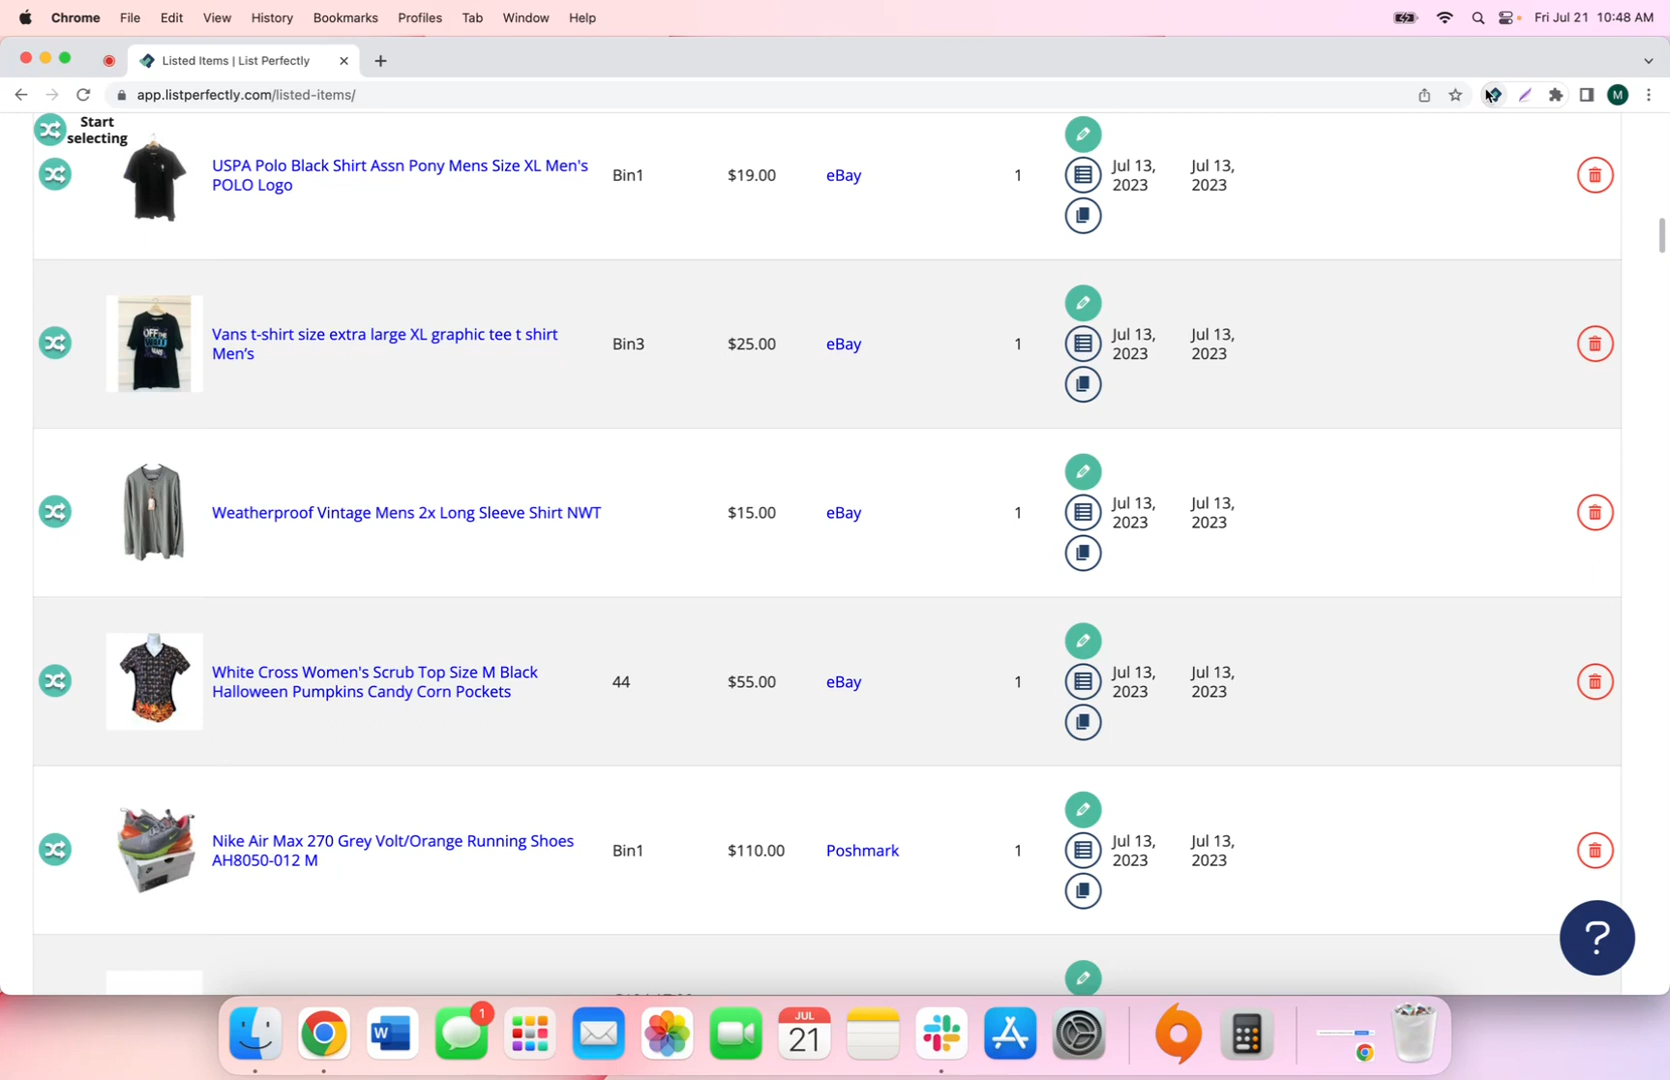 Chrome File Edit View History Bookmarks Profiles Tab Window Help Fri Jul 21 10:48 AM
Listed Items | List Perfectly
app.listperfectly.com/listed-items/
M
Start
selecting
USPA Polo Black Shirt Assn Pony Mens Size XL Men's
POLO Logo
Bin1 $19.00 eBay 1
Jul 13,
2023
Jul 13,
2023
OFF THE
VANS
Vans t-shirt size extra large XL graphic tee t shirt
Men's
Bin3 $25.00 eBay 1
Jul 13,
2023
Jul 13,
2023
Weatherproof Vintage Mens 2x Long Sleeve Shirt NWT
$15.00 eBay 1
Jul 13,
2023
Jul 13,
2023
White Cross Women's Scrub Top Size M Black
Halloween Pumpkins Candy Corn Pockets
44 $55.00 eBay 1
Jul 13,
2023
Jul 13,
2023
Nike Air Max 270 Grey Volt/Orange Running Shoes
AH8050-012 M
Bin1 $110.00 Poshmark 1
Jul 13,
2023
Jul 13,
2023
?
W
1
JUL
21